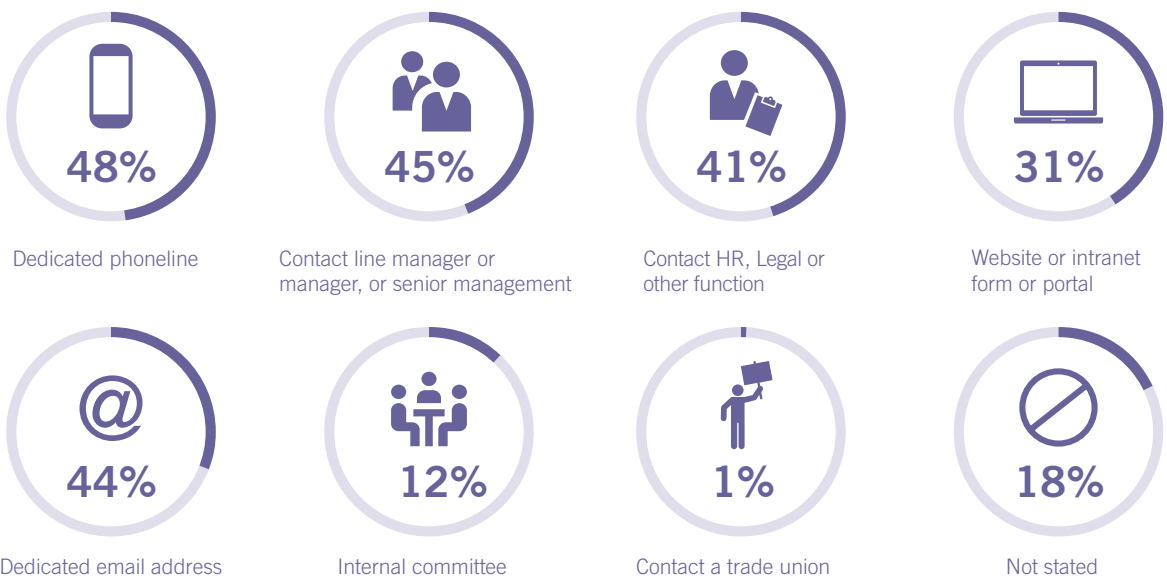 48%
45%
41%
31%
Dedicated phoneline
Contact line manager or
manager, or senior management
Contact HR, Legal or
other function
Website or intranet
form or portal
@
44%
12%
1%
18%
Dedicated email address
Internal committee
Contact a trade union
Not stated